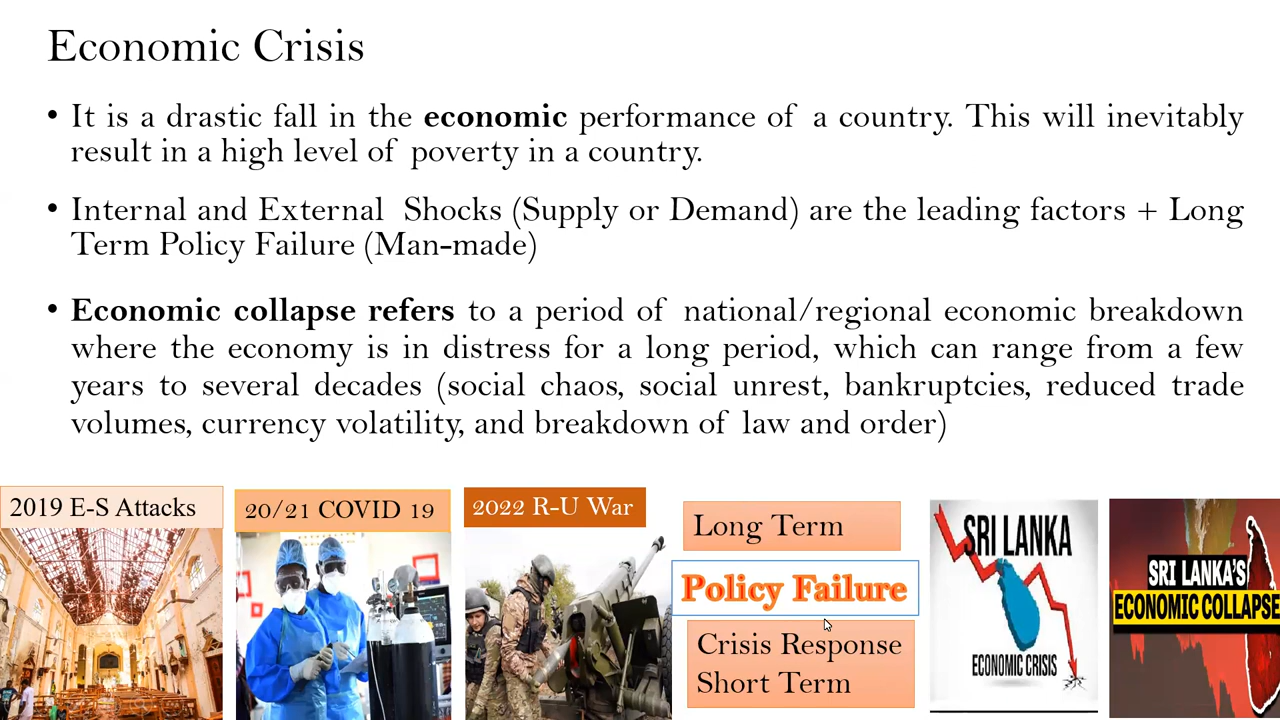 Economic Crisis
• It is a drastic fall in the economic performance of a country. This will inevitably
result in a high level of poverty in a country.
• Internal and External Shocks (Supply or Demand) are the leading factors + Long
Term Policy Failure (Man-made)
• Economic collapse refers to a period of national/regional economic breakdown
where the economy is in distress for a long period, which can range from a few
years to several decades (social chaos, social unrest, bankruptcies, reduced trade
volumes, currency volatility, and breakdown of law and order)
2019 E-S Attacks
20/21 COVID 19
2022 R-U War
Long Term
Policy Failure
Crisis Response
Short Term
SRI LANKA
ECONOMIC CRISIS
SRI LANKA'S
ECONOMIC COLLAPSE